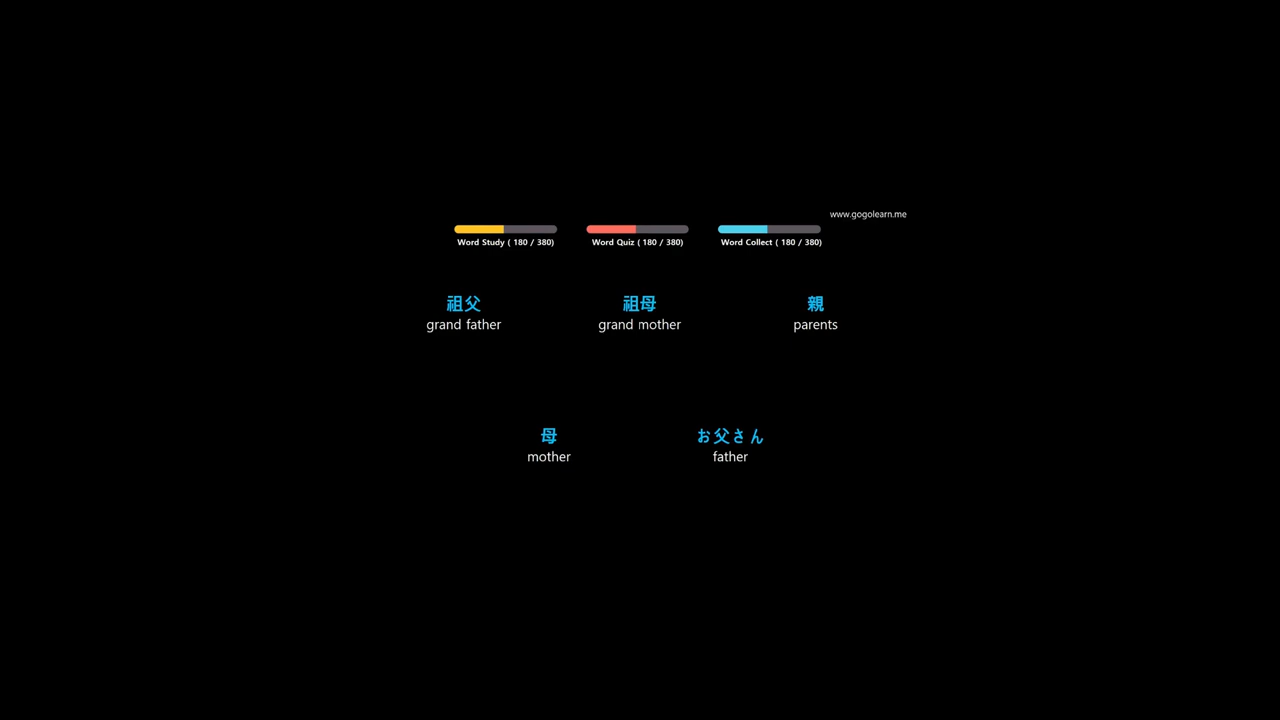 www.gogolearn.me
Word Study ( 180 / 380)
Word Quiz ( 180 / 380)
Word Collect ( 180 / 380)
祖父
grand father
祖母
grand mother
親
parents
母
mother
お父さん
father